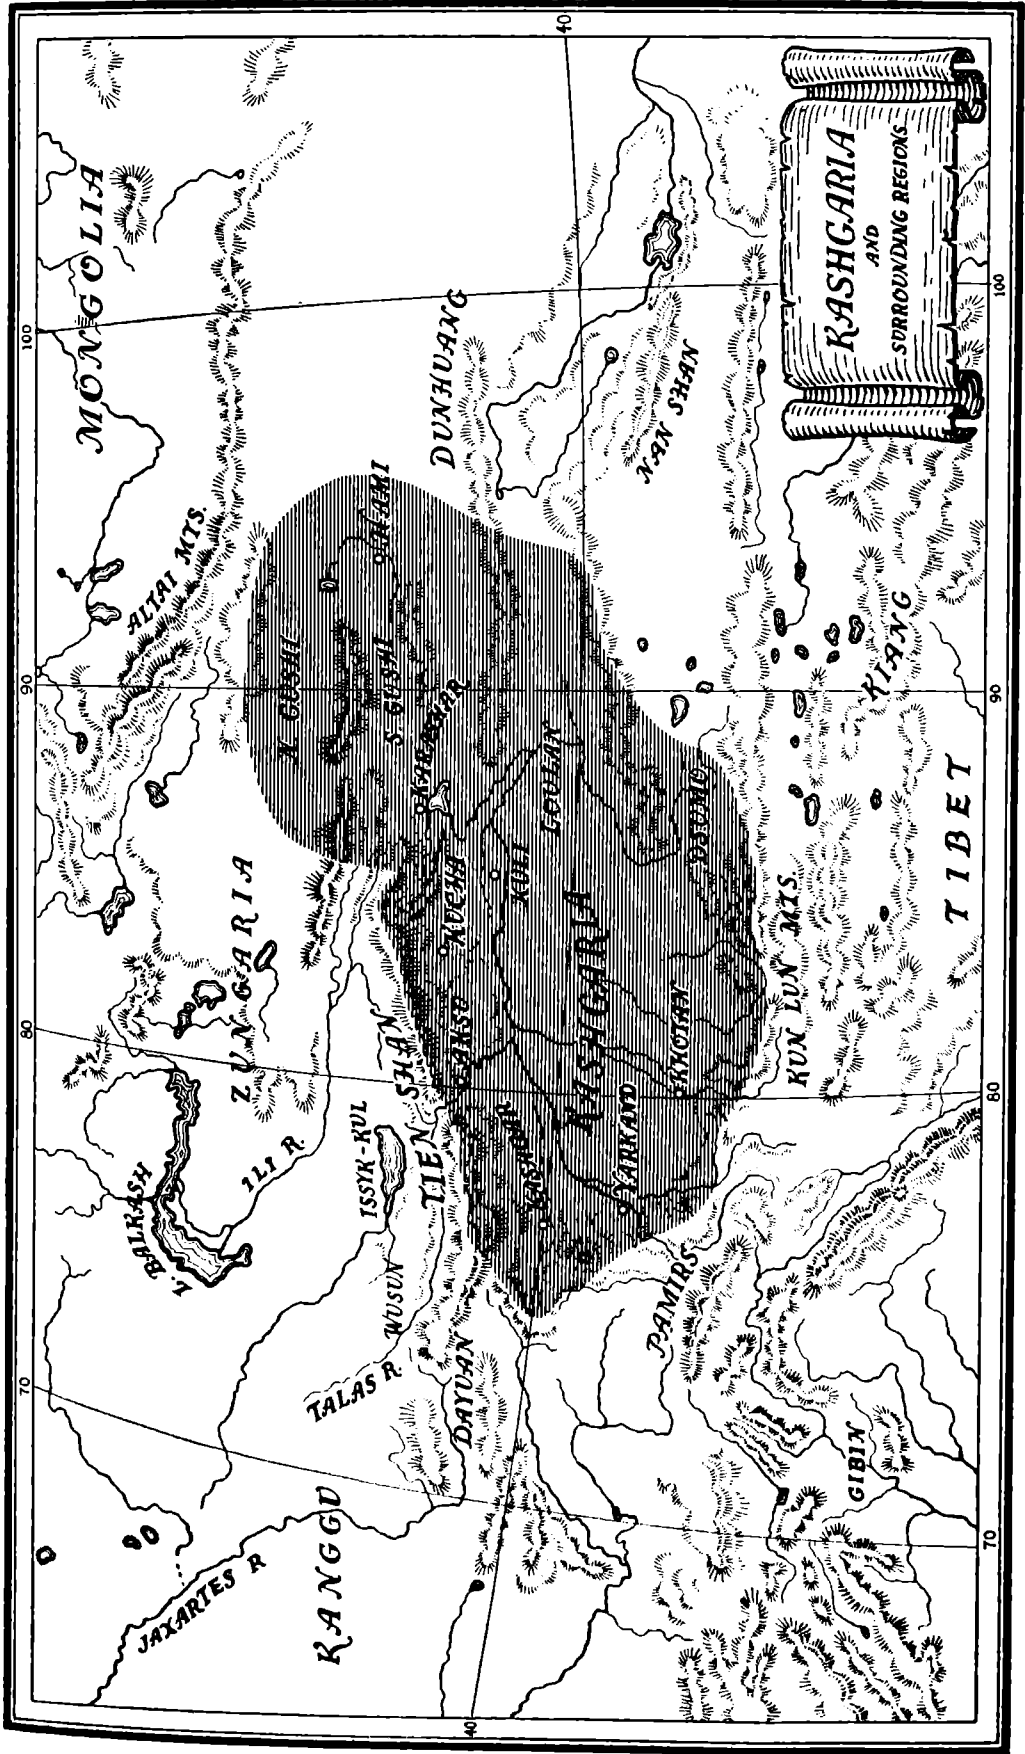 KASHGARIA
AND
SURROUNDING REGIONS
MONGOLIA
ALTAI MTS.
ZUNGARIA
L. BALKASH
ILI R.
ISSYK-KUL
TIEN SHAN
WUSUN
TALAS R.
DAYUAN
KANGGU
JAXARTES R
DUNHUANG
NAN SHAN
HAMI
N. GUSHI
S. GUSHI
KARASHAR
KUCHA
KULI
LOULAN
AKSU
KASHGAR
KASHGARIA
YARKAND
KHOTAN
KUN LUN MTS.
KIANG
TIBET
PAMIRS
GIBIN
70
80
90
100
40
70
80
90
100
40